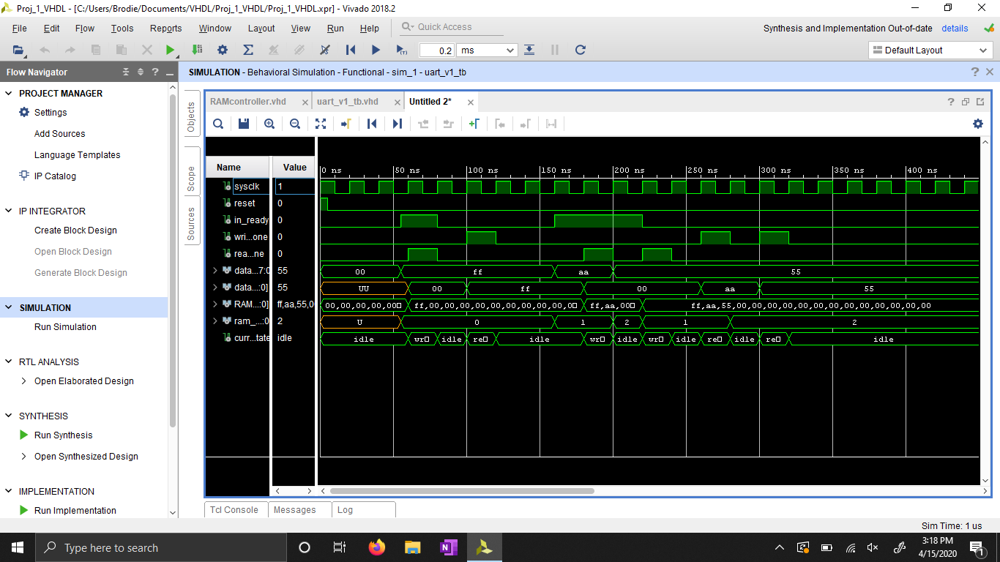 Proj_1_VHDL - [C:/Users/Brodie/Documents/VHDL/Proj_1_VHDL/Proj_1_VHDL.xpr] - Vivado 2018.2
File Edit Flow Tools Reports Window Layout View Run Help Quick Access Synthesis and Implementation Out-of-date details
0.2 ms Default Layout
Flow Navigator
SIMULATION - Behavioral Simulation - Functional - sim_1 - uart_v1_tb
PROJECT MANAGER
Settings
Add Sources
Language Templates
IP Catalog
IP INTEGRATOR
Create Block Design
Open Block Design
Generate Block Design
SIMULATION
Run Simulation
RTL ANALYSIS
Open Elaborated Design
SYNTHESIS
Run Synthesis
Open Synthesized Design
IMPLEMENTATION
Run Implementation
Objects
Scope
Sources
RAMcontroller.vhd uart_v1_tb.vhd Untitled 2*
Name Value 0 ns 50 ns 100 ns 150 ns 200 ns 250 ns 300 ns 350 ns 400 ns
sysclk 1
reset 0
in_ready 0
wri...one 0
rea...ne 0
data...7:0 55 00 ff aa 55
data...:0] 55 UU 00 ff 00 aa 55
RAM...:0] ff,aa,55,0 00,00,00,00,00 ff,00,00,00,00,00,00,00,00,00,00 ff,aa,00 ff,aa,55,00,00,00,00,00,00,00,00,00,00,00,00,00
ram_...:0 2 U 0 1 2 1 2
curr...tate idle idle wr idle re idle wr idle wr idle re idle re idle
Tcl Console Messages Log
Sim Time: 1 us
Type here to search
3:18 PM
4/15/2020
1